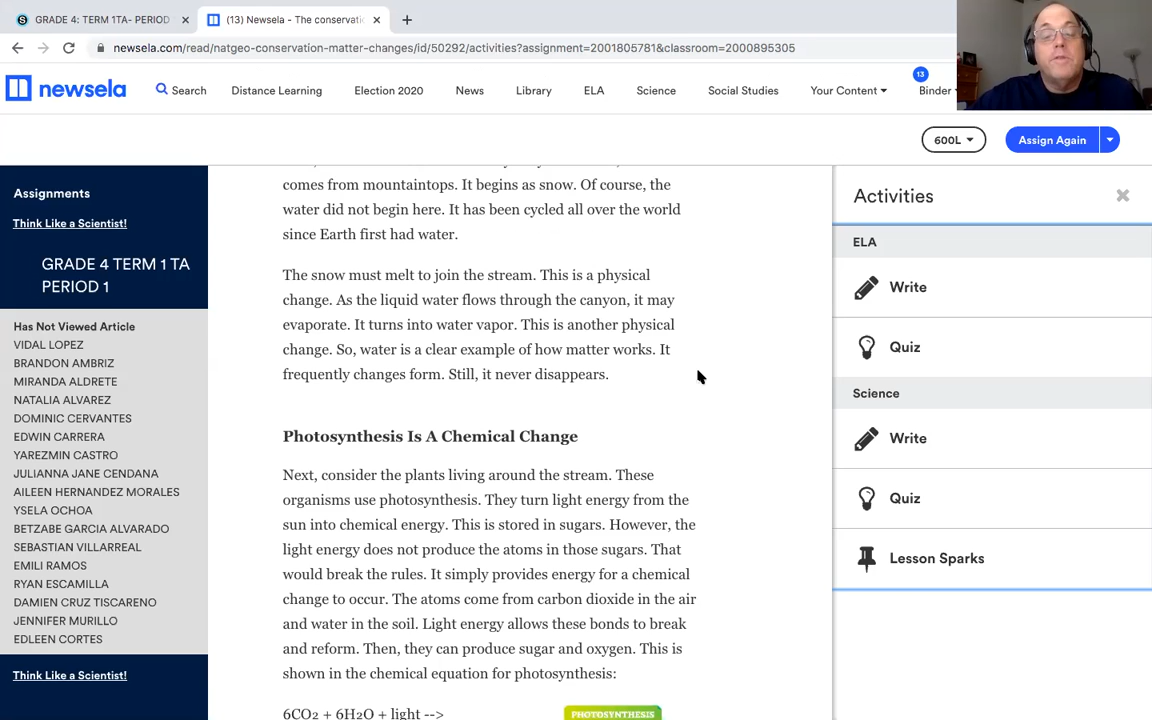 GRADE 4: TERM 1TA- PERIOD
(13) Newsela - The conservati
newsela.com/read/natgeo-conservation-matter-changes/id/50292/activities?assignment=2001805781&classroom=2000895305
newsela
Search
Distance Learning
Election 2020
News
Library
ELA
Science
Social Studies
Your Content
13
Binder
600L
Assign Again
Assignments
Think Like a Scientist!
GRADE 4 TERM 1 TA
PERIOD 1
Has Not Viewed Article
VIDAL LOPEZ
BRANDON AMBRIZ
MIRANDA ALDRETE
NATALIA ALVAREZ
DOMINIC CERVANTES
EDWIN CARRERA
YAREZMIN CASTRO
JULIANNA JANE CENDANA
AILEEN HERNANDEZ MORALES
YSELA OCHOA
BETZABE GARCIA ALVARADO
SEBASTIAN VILLARREAL
EMILI RAMOS
RYAN ESCAMILLA
DAMIEN CRUZ TISCARENO
JENNIFER MURILLO
EDLEEN CORTES
Think Like a Scientist!
comes from mountaintops. It begins as snow. Of course, the
water did not begin here. It has been cycled all over the world
since Earth first had water.
The snow must melt to join the stream. This is a physical
change. As the liquid water flows through the canyon, it may
evaporate. It turns into water vapor. This is another physical
change. So, water is a clear example of how matter works. It
frequently changes form. Still, it never disappears.
Photosynthesis Is A Chemical Change
Next, consider the plants living around the stream. These
organisms use photosynthesis. They turn light energy from the
sun into chemical energy. This is stored in sugars. However, the
light energy does not produce the atoms in those sugars. That
would break the rules. It simply provides energy for a chemical
change to occur. The atoms come from carbon dioxide in the air
and water in the soil. Light energy allows these bonds to break
and reform. Then, they can produce sugar and oxygen. This is
shown in the chemical equation for photosynthesis:
6CO2 + 6H2O + light -->
PHOTOSYNTHESIS
Activities
ELA
Write
Quiz
Science
Write
Quiz
Lesson Sparks